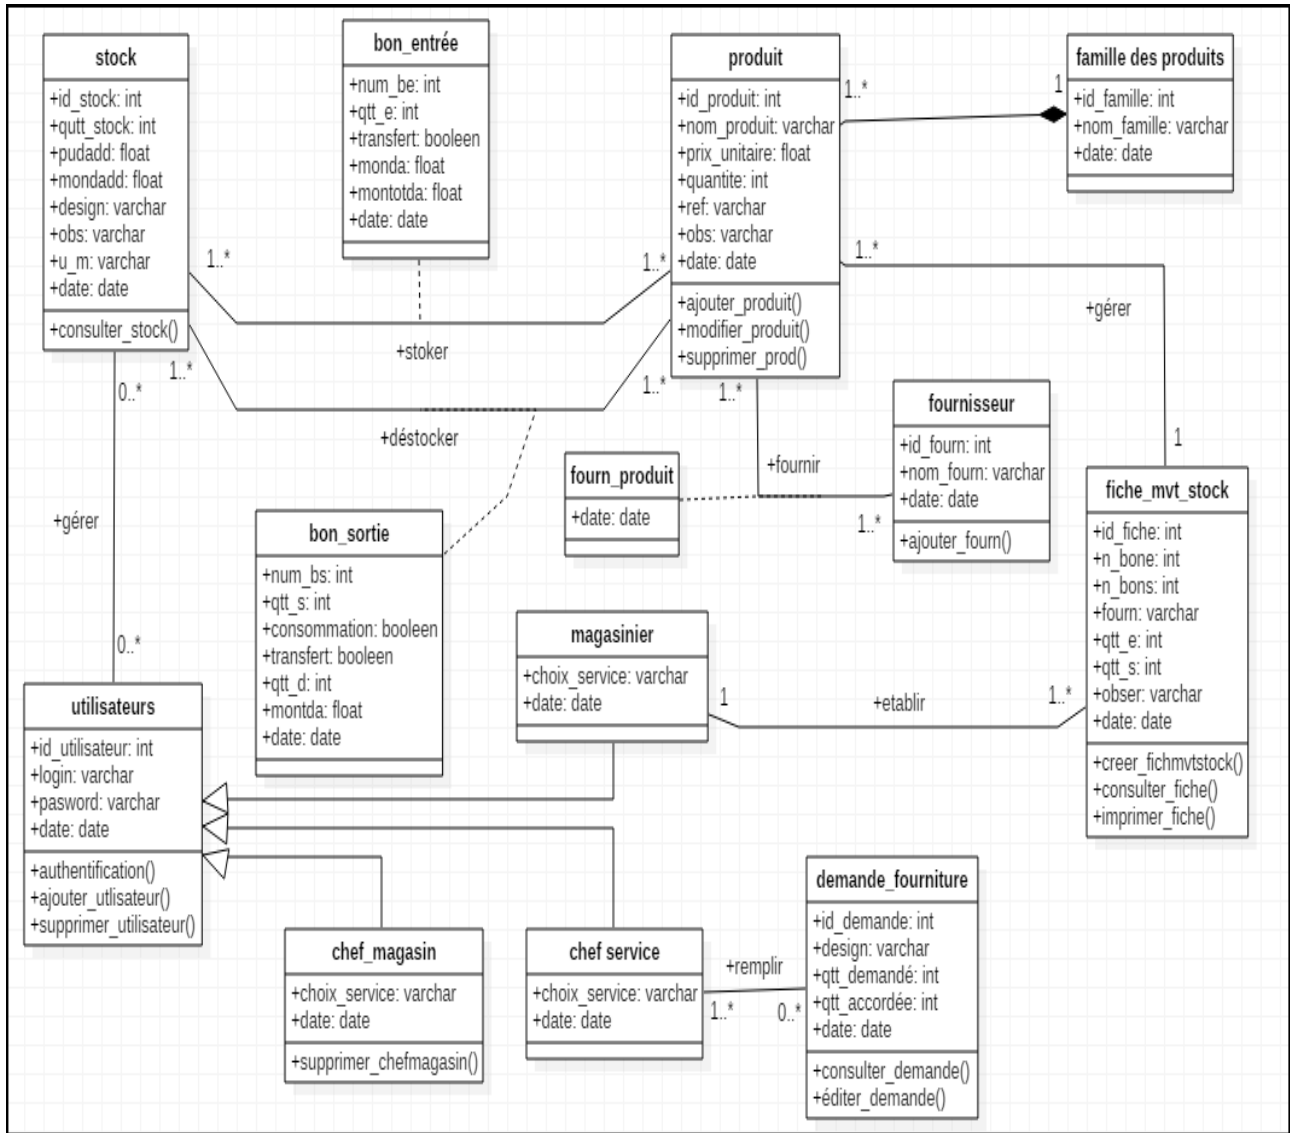 stock
+id_stock: int
+qutt_stock: int
+pudadd: float
+mondadd: float
+design: varchar
+obs: varchar
+u_m: varchar
+date: date
+consulter_stock()
bon_entrée
+num_be: int
+qtt_e: int
+transfert: booleen
+monda: float
+montotda: float
+date: date
produit
+id_produit: int
+nom_produit: varchar
+prix_unitaire: float
+quantite: int
+ref: varchar
+obs: varchar
+date: date
+ajouter_produit()
+modifier_produit()
+supprimer_prod()
famille des produits
+id_famille: int
+nom_famille: varchar
+date: date
1..*
1
1..*
1..*
+stoker
1..*
1..*
+déstocker
1..*
+gérer
1
0..*
+gérer
0..*
1..*
+fournir
1..*
fournisseur
+id_fourn: int
+nom_fourn: varchar
+date: date
+ajouter_fourn()
fourn_produit
+date: date
fiche_mvt_stock
+id_fiche: int
+n_bone: int
+n_bons: int
+fourn: varchar
+qtt_e: int
+qtt_s: int
+obser: varchar
+date: date
+creer_fichmvtstock()
+consulter_fiche()
+imprimer_fiche()
bon_sortie
+num_bs: int
+qtt_s: int
+consommation: booleen
+transfert: booleen
+qtt_d: int
+montda: float
+date: date
magasinier
+choix_service: varchar
+date: date
1
+etablir
1..*
utilisateurs
+id_utilisateur: int
+login: varchar
+pasword: varchar
+date: date
+authentification()
+ajouter_utlisateur()
+supprimer_utilisateur()
chef_magasin
+choix_service: varchar
+date: date
+supprimer_chefmagasin()
chef service
+choix_service: varchar
+date: date
+remplir
1..*
0..*
demande_fourniture
+id_demande: int
+design: varchar
+qtt_demandé: int
+qtt_accordée: int
+date: date
+consulter_demande()
+éditer_demande()